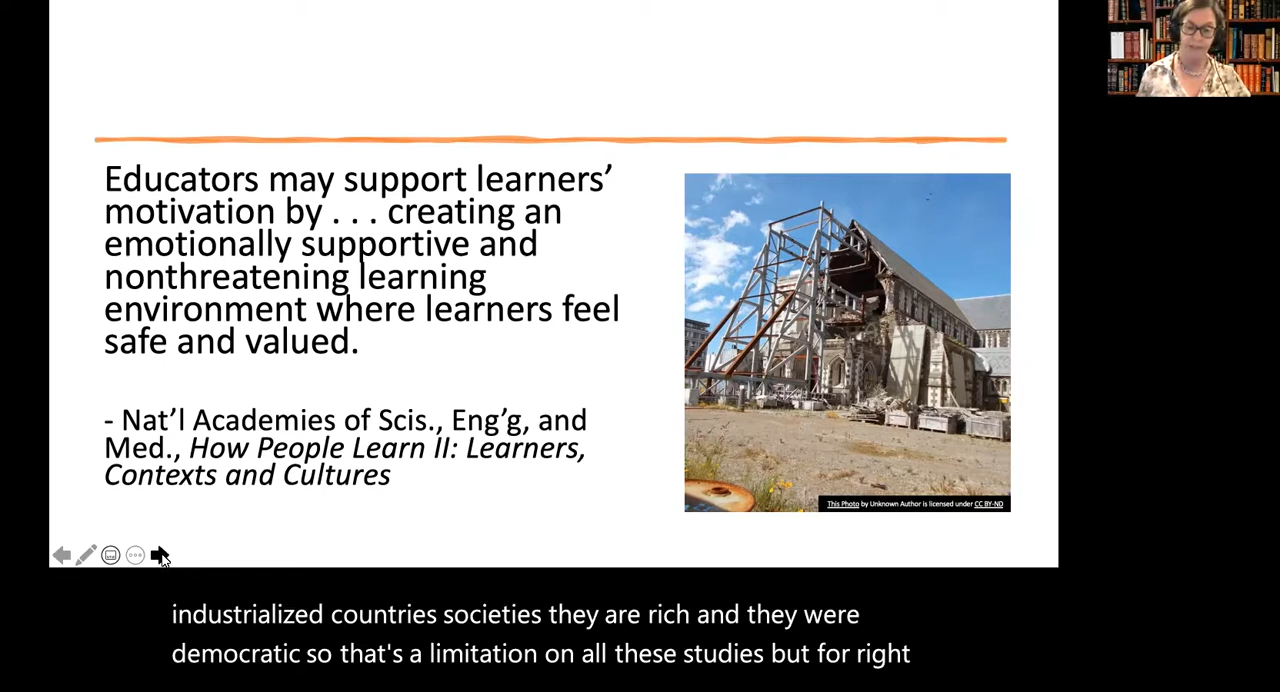 Educators may support learners’
motivation by . . . creating an
emotionally supportive and
nonthreatening learning
environment where learners feel
safe and valued.
- Nat’l Academies of Scis., Eng’g, and
Med., How People Learn II: Learners,
Contexts and Cultures
This Photo by Unknown Author is licensed under CC BY-ND
industrialized countries societies they are rich and they were
democratic so that's a limitation on all these studies but for right